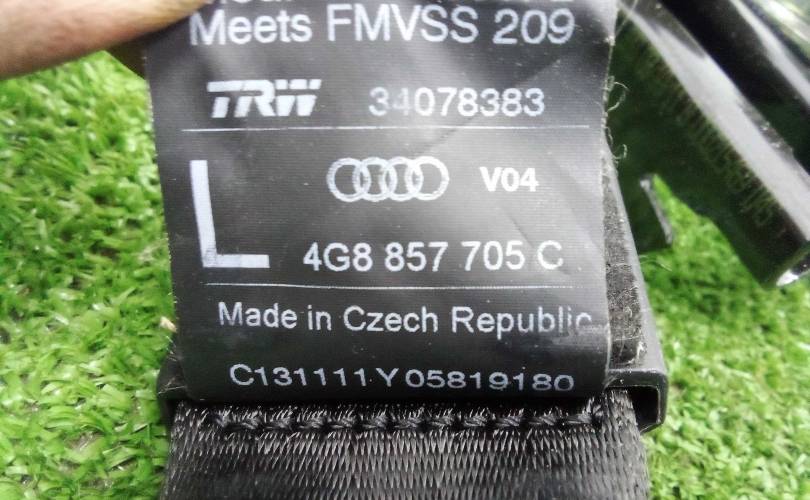 Meets FMVSS 209
TRW 34078383
L
V04
4G8 857 705 C
Made in Czech Republic
C131111Y05819180